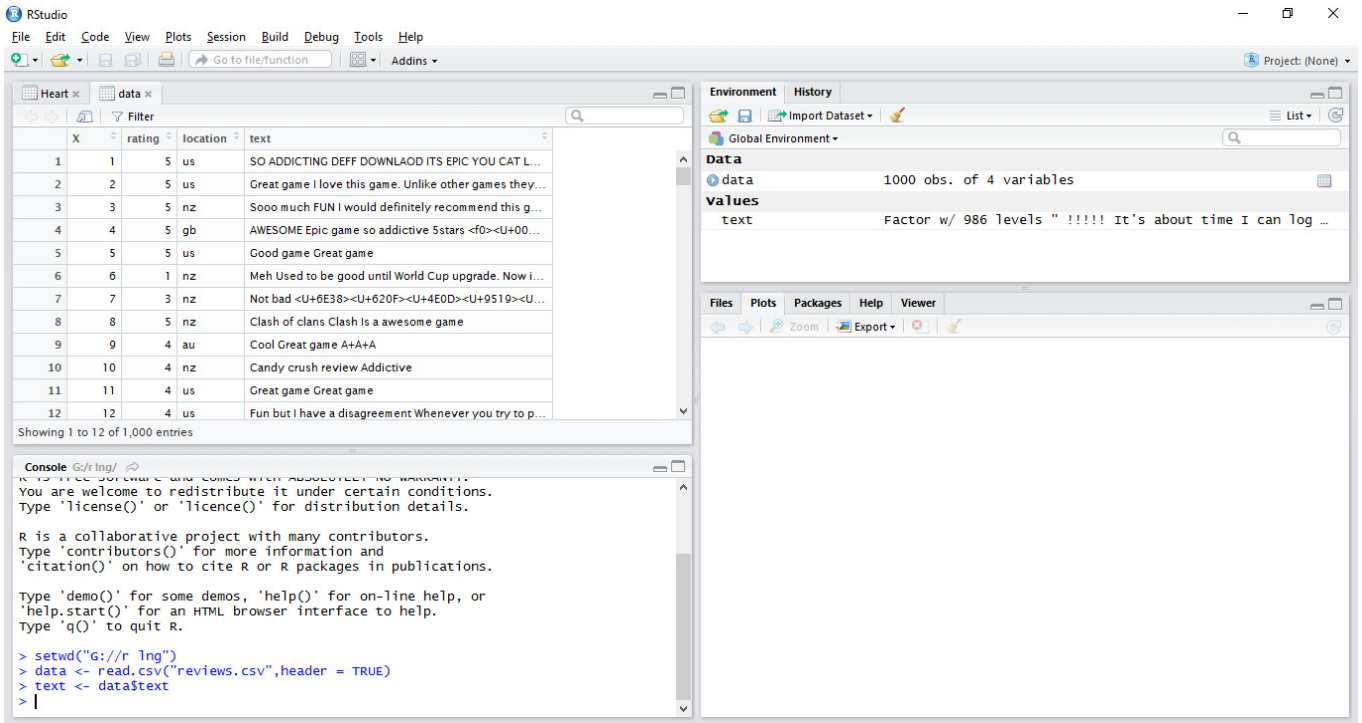 RStudio
File Edit Code View Plots Session Build Debug Tools Help
Go to file/function Addins Project: (None)
Heart data
Filter
X rating location text
1 1 5 us SO ADDICTING DEFF DOWNLAOD ITS EPIC YOU CAT L...
2 2 5 us Great game I love this game. Unlike other games they...
3 3 5 nz Sooo much FUN I would definitely recommend this g...
4 4 5 gb AWESOME Epic game so addictive 5stars <f0><U+00...
5 5 5 us Good game Great game
6 6 1 nz Meh Used to be good until World Cup upgrade. Now i...
7 7 3 nz Not bad <U+6E38><U+620F><U+4E0D><U+9519><U...
8 8 5 nz Clash of clans Clash Is a awesome game
9 9 4 au Cool Great game A+A+A
10 10 4 nz Candy crush review Addictive
11 11 4 us Great game Great game
12 12 4 us Fun but I have a disagreement Whenever you try to p...
Showing 1 to 12 of 1,000 entries
Console G:/r lng/
R is free software and comes with ABSOLUTELY NO WARRANTY.
You are welcome to redistribute it under certain conditions.
Type 'license()' or 'licence()' for distribution details.
R is a collaborative project with many contributors.
Type 'contributors()' for more information and
'citation()' on how to cite R or R packages in publications.
Type 'demo()' for some demos, 'help()' for on-line help, or
'help.start()' for an HTML browser interface to help.
Type 'q()' to quit R.
> setwd("G://r lng")
> data <- read.csv("reviews.csv",header = TRUE)
> text <- data$text
>
Environment History
Import Dataset List
Global Environment
Data
data 1000 obs. of 4 variables
Values
text Factor w/ 986 levels " !!!!! It's about time I can log …
Files Plots Packages Help Viewer
Zoom Export